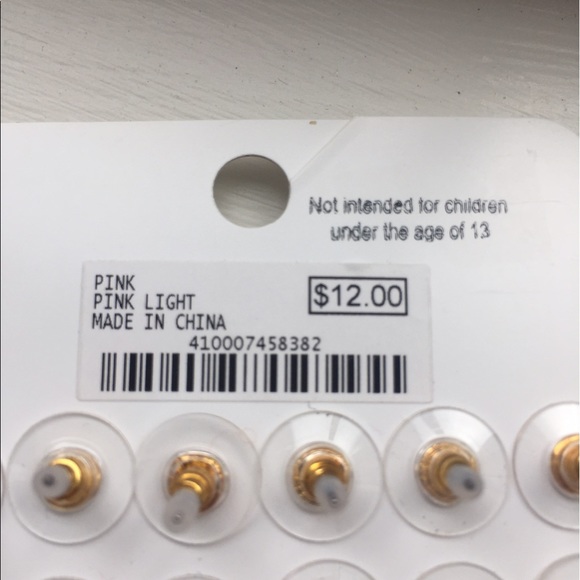 Not intended for children
under the age of 13
PINK
PINK LIGHT
$12.00
MADE IN CHINA
410007458382